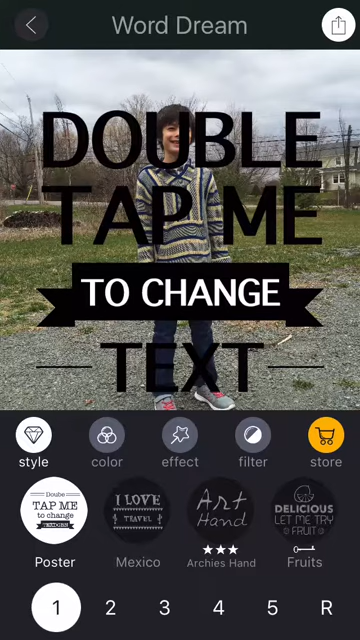 Word Dream
DOUBLE
TAP ME
TO CHANGE
TEXT
style
color
effect
filter
store
Doube
TAP ME
to change
I LOVE
TRAVEL
Art
Hand
DELICIOUS
LET ME TRY
FRUIT
Poster
Mexico
Archies Hand
Fruits
1
2
3
4
5
R